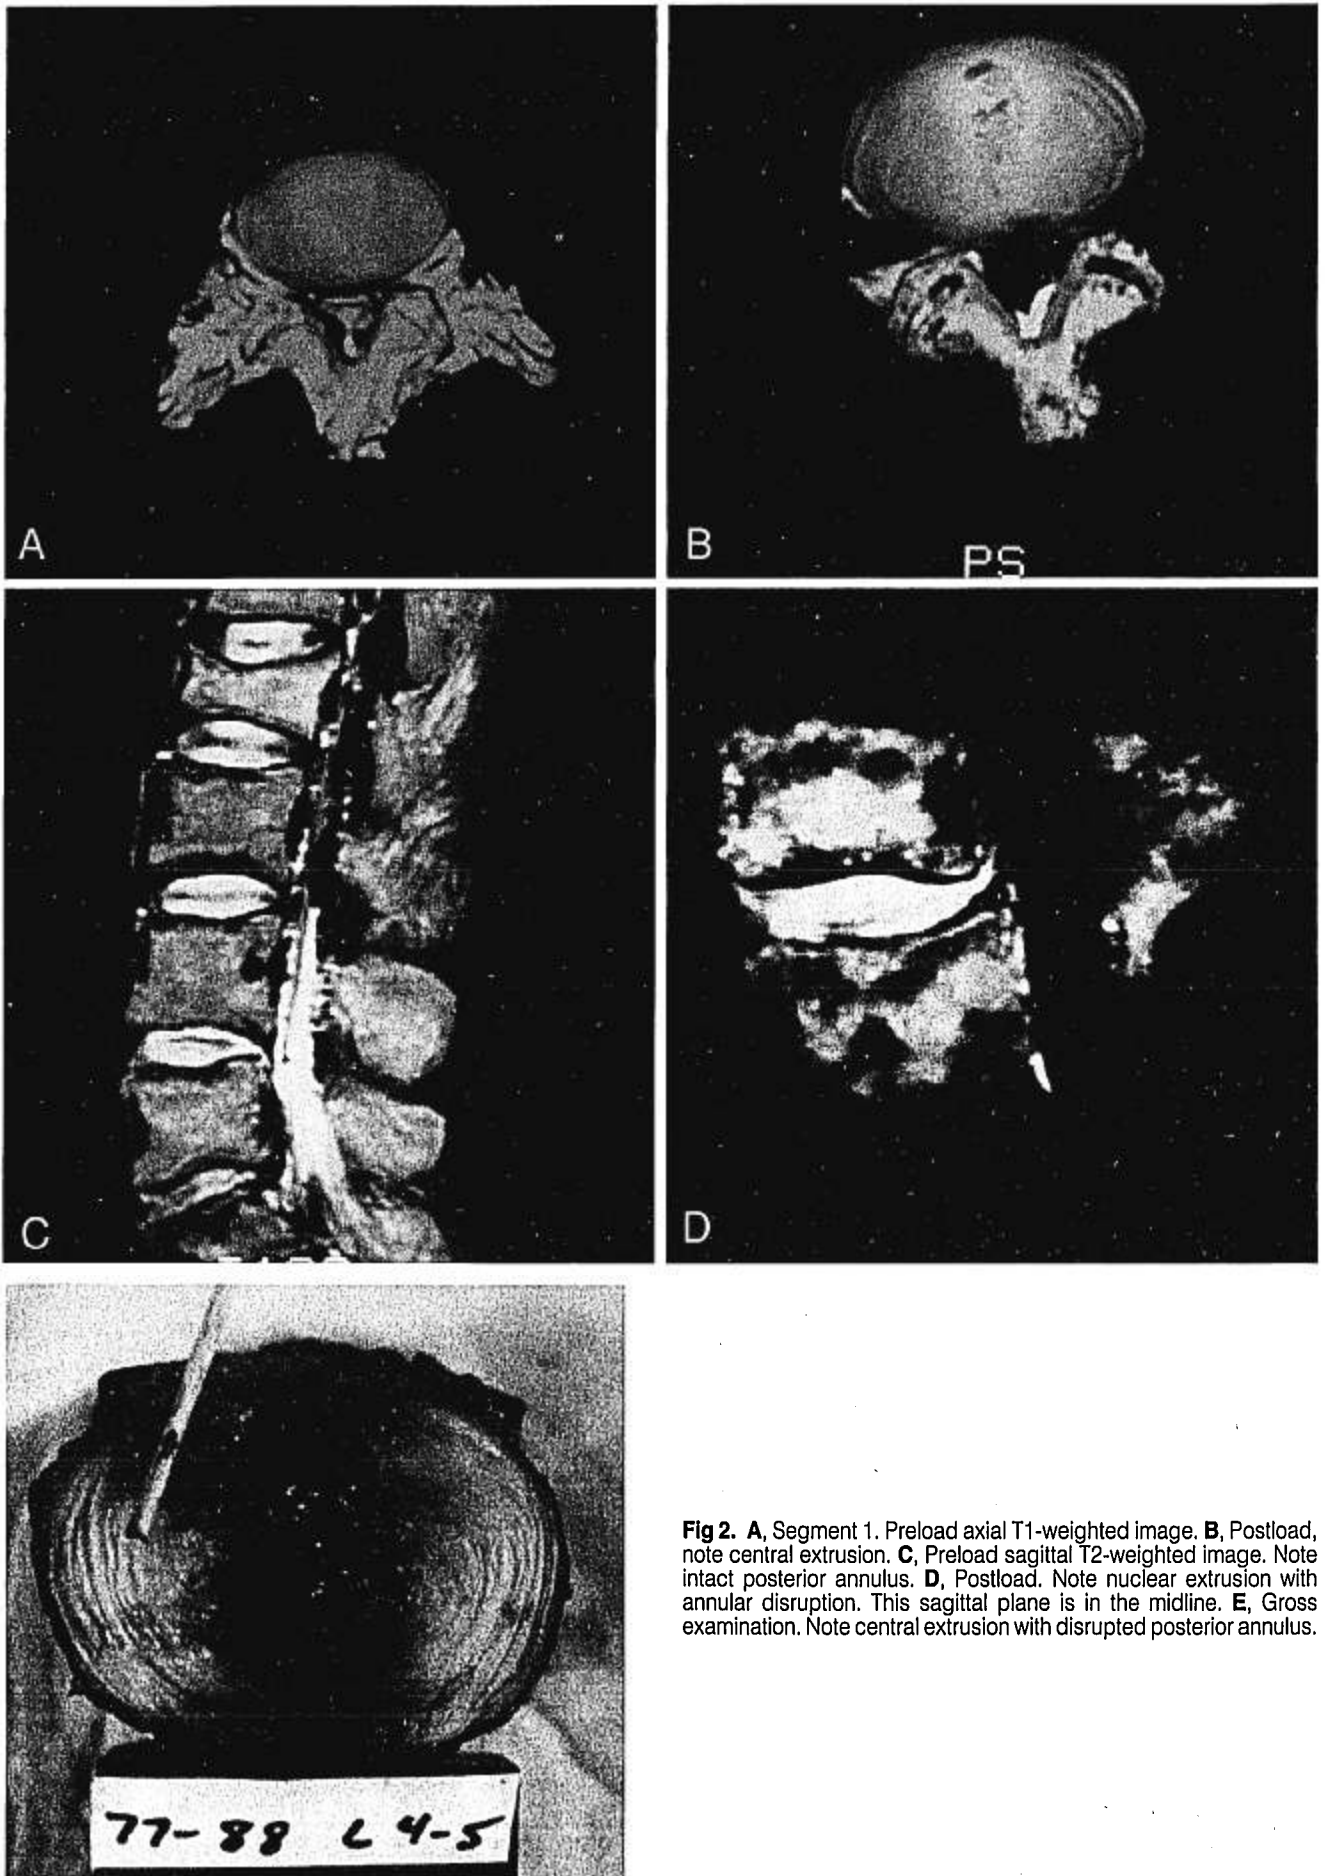 A
B
PS
C
D
77-88 L 4-5
Fig 2. A, Segment 1. Preload axial T1-weighted image. B, Postload,
note central extrusion. C, Preload sagittal T2-weighted image. Note
intact posterior annulus. D, Postload. Note nuclear extrusion with
annular disruption. This sagittal plane is in the midline. E, Gross
examination. Note central extrusion with disrupted posterior annulus.